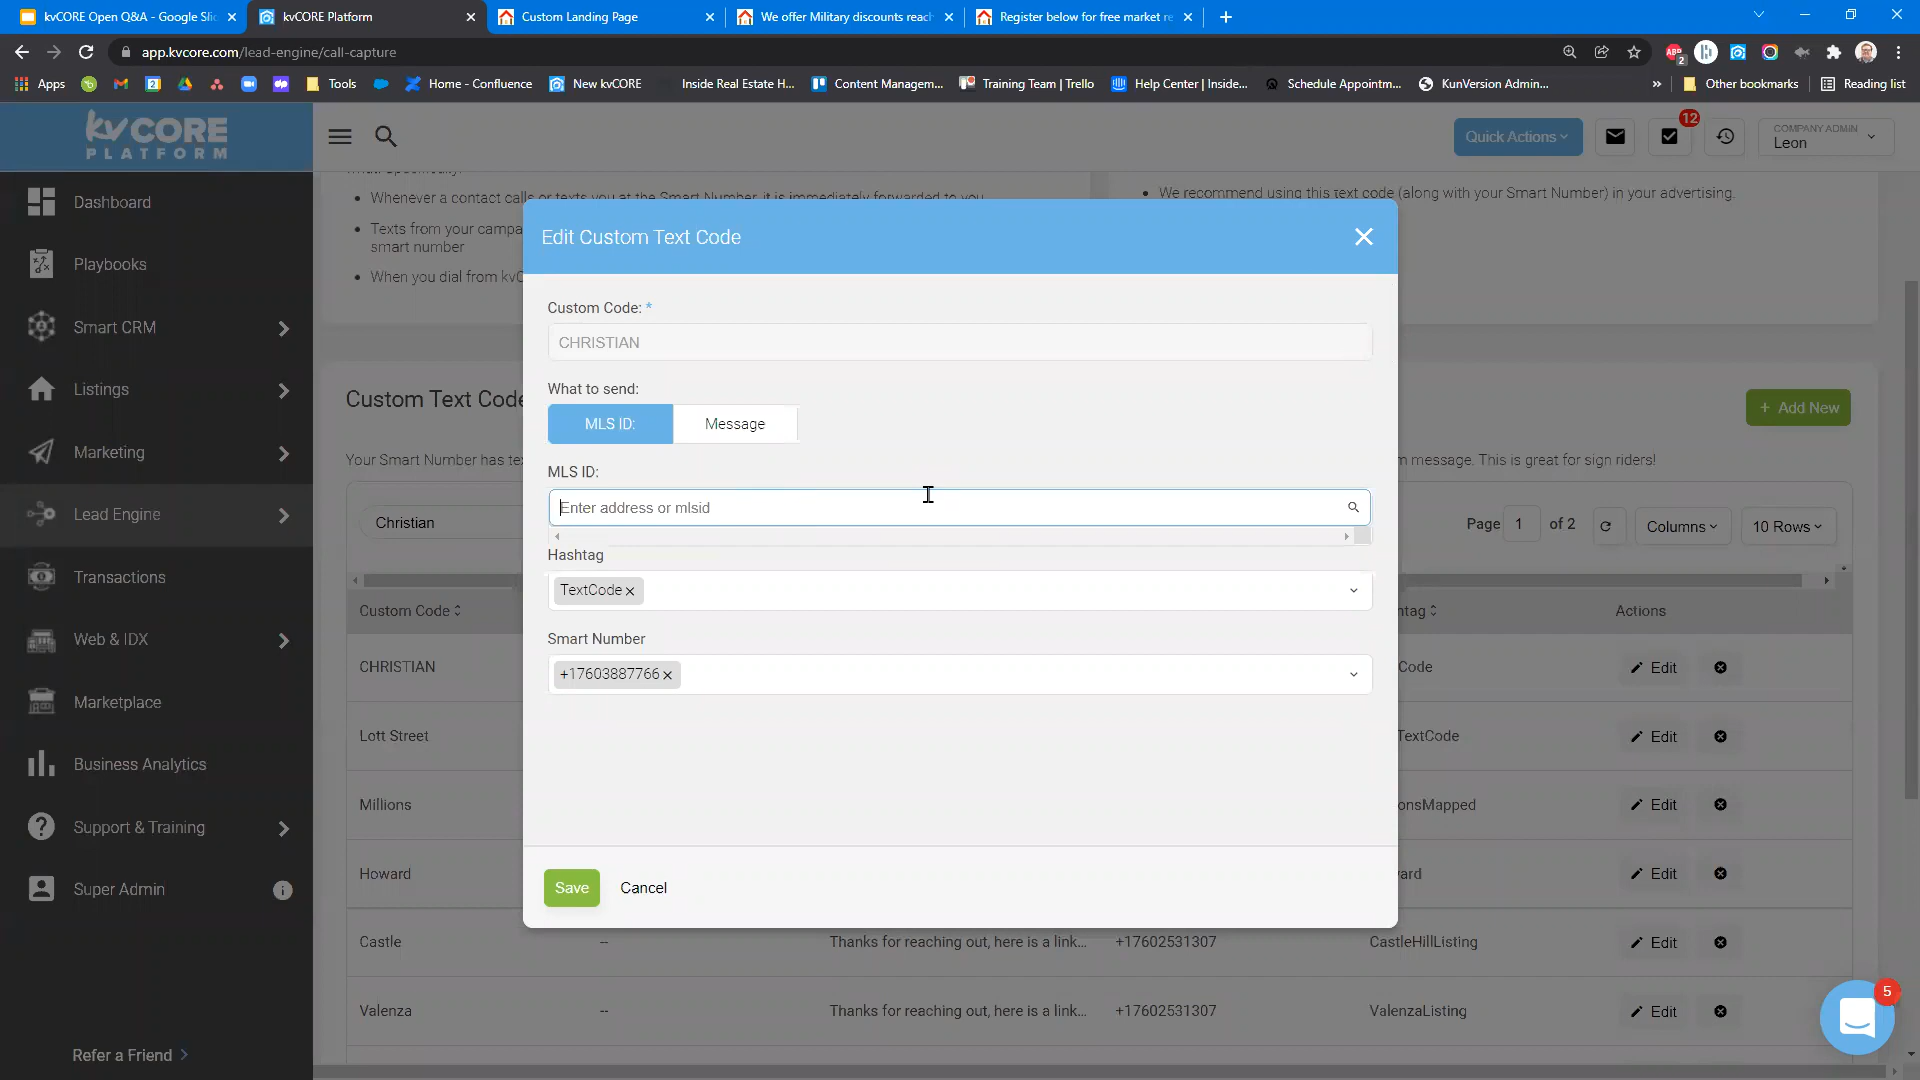 kvCORE Open Q&A - Google Slic
kvCORE Platform
Custom Landing Page
We offer Military discounts reach
Register below for free market re
app.kvcore.com/lead-engine/call-capture
Apps
Tools
Home - Confluence
New kvCORE
Inside Real Estate H...
Content Managem...
Training Team | Trello
Help Center | Inside...
Schedule Appointm...
KunVersion Admin...
Other bookmarks
Reading list
kvCORE
PLATFORM
Quick Actions
12
COMPANY ADMIN
Leon
Dashboard
Playbooks
Smart CRM
Listings
Marketing
Lead Engine
Transactions
Web & IDX
Marketplace
Business Analytics
Support & Training
Super Admin
Refer a Friend
Whenever a contact calls or texts you at the Smart Number, it is immediately forwarded to you
Texts from your campa
smart number
When you dial from kvC
We recommend using this text code (along with your Smart Number) in your advertising.
Edit Custom Text Code
Custom Code: *
CHRISTIAN
What to send:
MLS ID:
Message
MLS ID:
Enter address or mlsid
Hashtag
TextCode
Smart Number
+17603887766
Save
Cancel
Custom Text Code
+ Add New
Your Smart Number has te
m message. This is great for sign riders!
Christian
Page 1 of 2
Columns
10 Rows
Custom Code
htag
Actions
CHRISTIAN
Code
Edit
Lott Street
TextCode
Edit
Millions
onsMapped
Edit
Howard
vard
Edit
Castle
--
Thanks for reaching out, here is a link...
+17602531307
CastleHillListing
Edit
Valenza
--
Thanks for reaching out, here is a link...
+17602531307
ValenzaListing
Edit
5